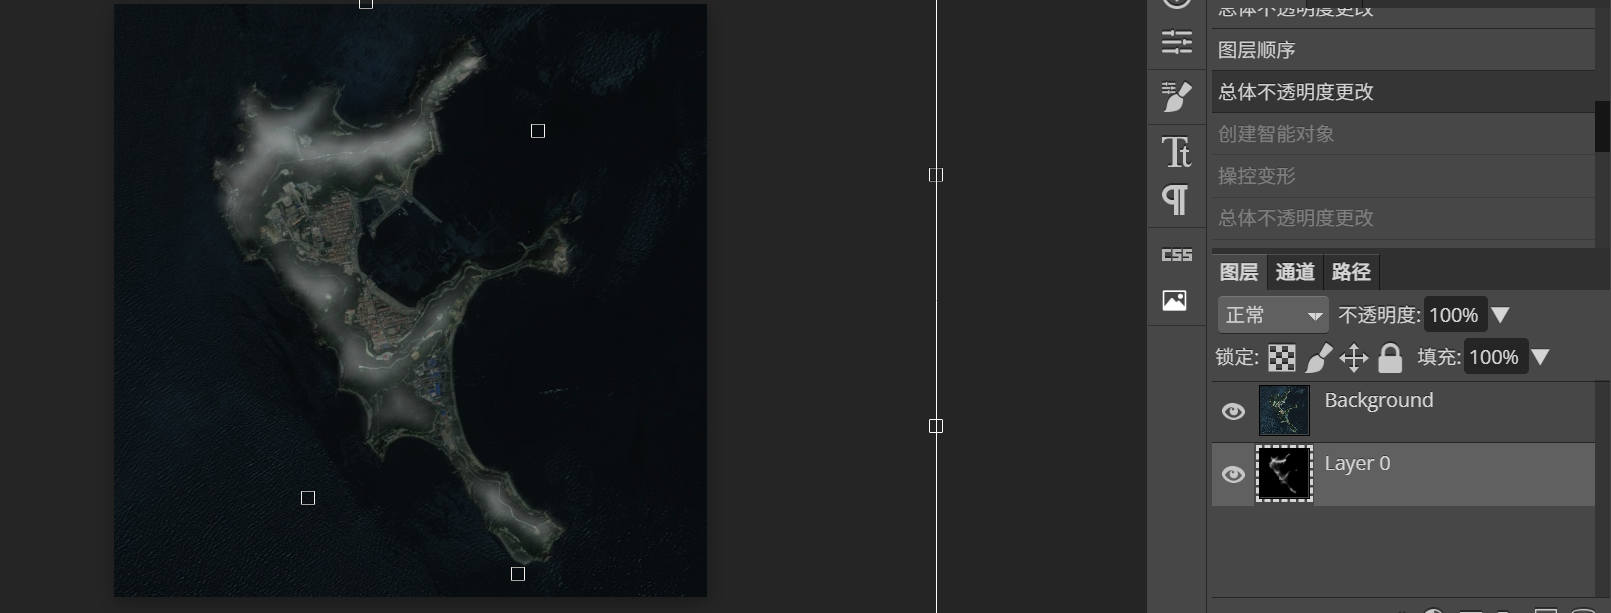 总体不透明度更改
图层顺序
总体不透明度更改
创建智能对象
操控变形
总体不透明度更改
Tt
¶
CSS
图层 通道 路径
正常 不透明度: 100%
锁定: 填充: 100%
Background
Layer 0